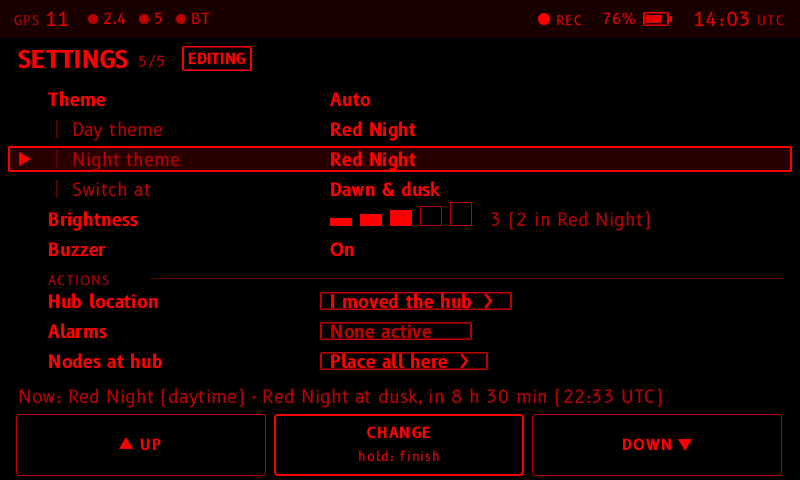 GPS 11 2.4 5 BT REC 76% 14:03 UTC
SETTINGS 5/5 EDITING
Theme Auto
Day theme Red Night
Night theme Red Night
Switch at Dawn & dusk
Brightness 3 (2 in Red Night)
Buzzer On
ACTIONS
Hub location I moved the hub ❯
Alarms None active
Nodes at hub Place all here ❯
Now: Red Night (daytime) · Red Night at dusk, in 8 h 30 min (22:33 UTC)
▲ UP CHANGE DOWN ▼
hold: finish